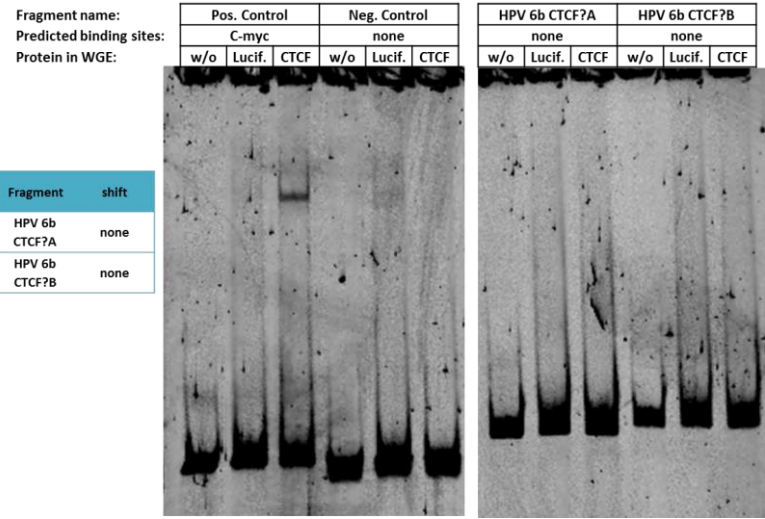 Fragment name: Pos. Control Neg. Control HPV 6b CTCF?A HPV 6b CTCF?B
Predicted binding sites: C-myc none none none
Protein in WGE: w/o Lucif. CTCF w/o Lucif. CTCF w/o Lucif. CTCF w/o Lucif. CTCF
Fragment shift
HPV 6b
CTCF?A
none
HPV 6b
CTCF?B
none